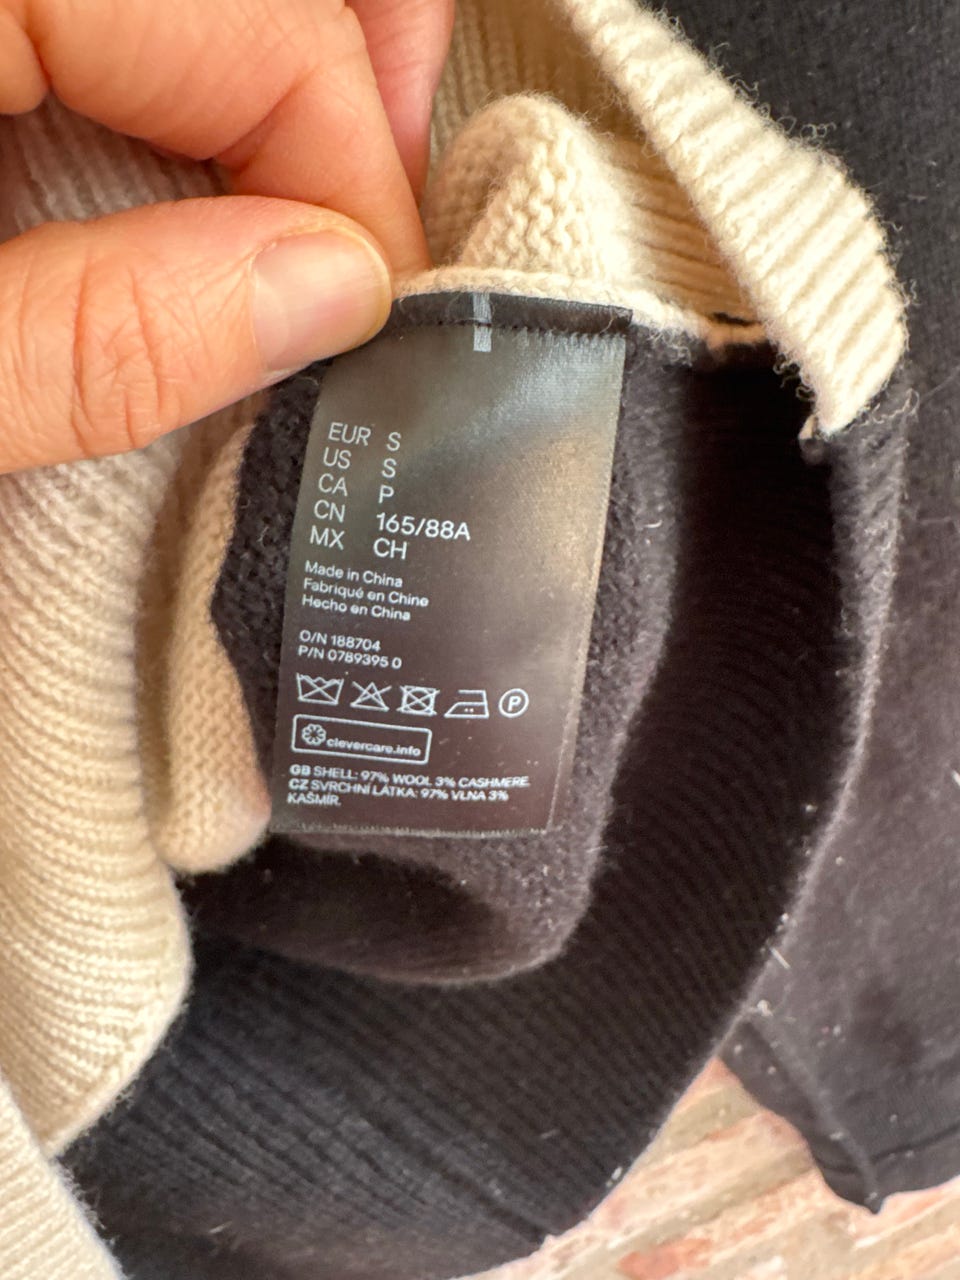 EUR S
US S
CA P
CN 165/88A
MX CH
Made in China
Fabriqué en Chine
Hecho en China
O/N 188704
P/N 0789395 0
P
clevercare.info
GB SHELL: 97% WOOL 3% CASHMERE.
CZ SVRCHNÍ LÁTKA: 97% VLNA 3%
KAŠMÍR.